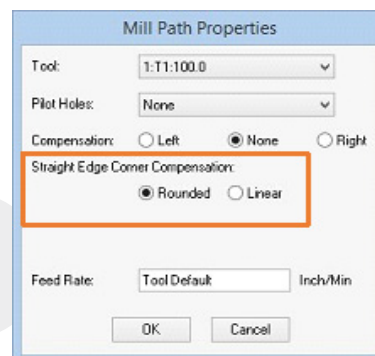 Mill Path Properties
Tool: 1:T1:100.0
Pilot Holes: None
Compensation: Left None Right
Straight Edge Corner Compensation:
Rounded Linear
Feed Rate: Tool Default Inch/Min
OK Cancel